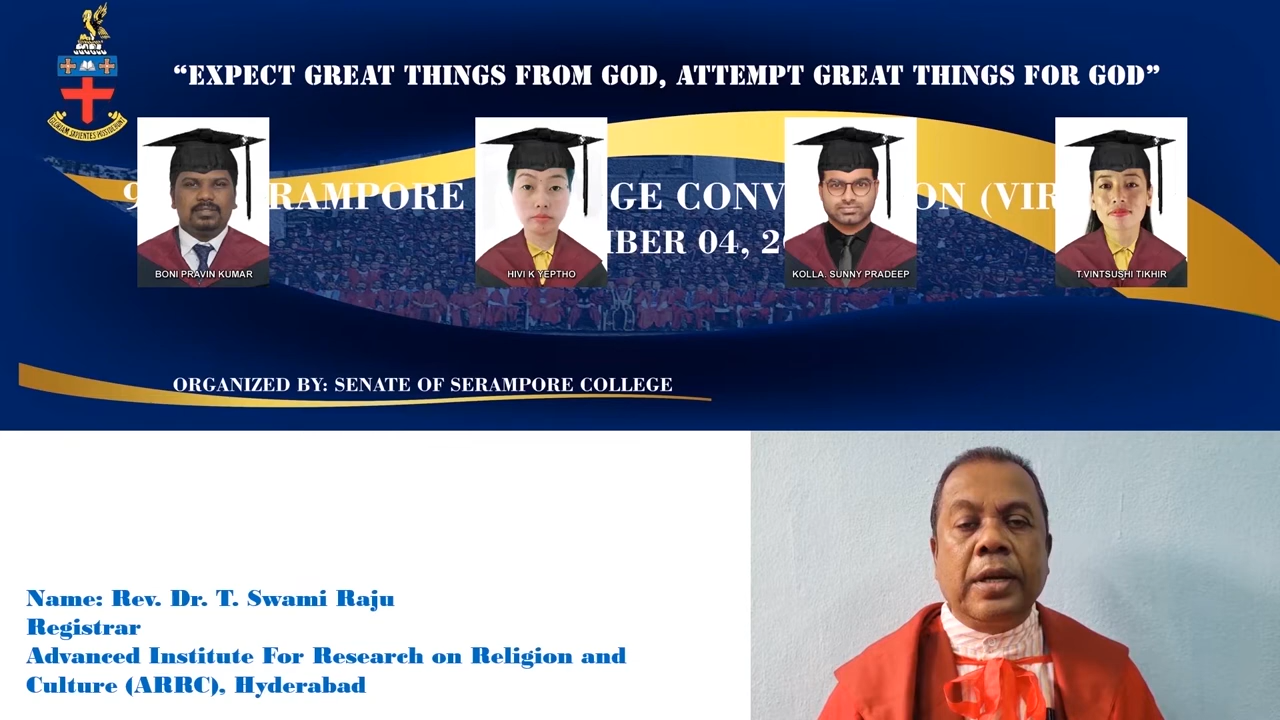 “EXPECT GREAT THINGS FROM GOD, ATTEMPT GREAT THINGS FOR GOD”
BONI PRAVIN KUMAR
HIVI K YEPTHO
KOLLA. SUNNY PRADEEP
T.VINTSUSHI TIKHIR
ORGANIZED BY: SENATE OF SERAMPORE COLLEGE
Name: Rev. Dr. T. Swami Raju
Registrar
Advanced Institute For Research on Religion and
Culture (ARRC), Hyderabad